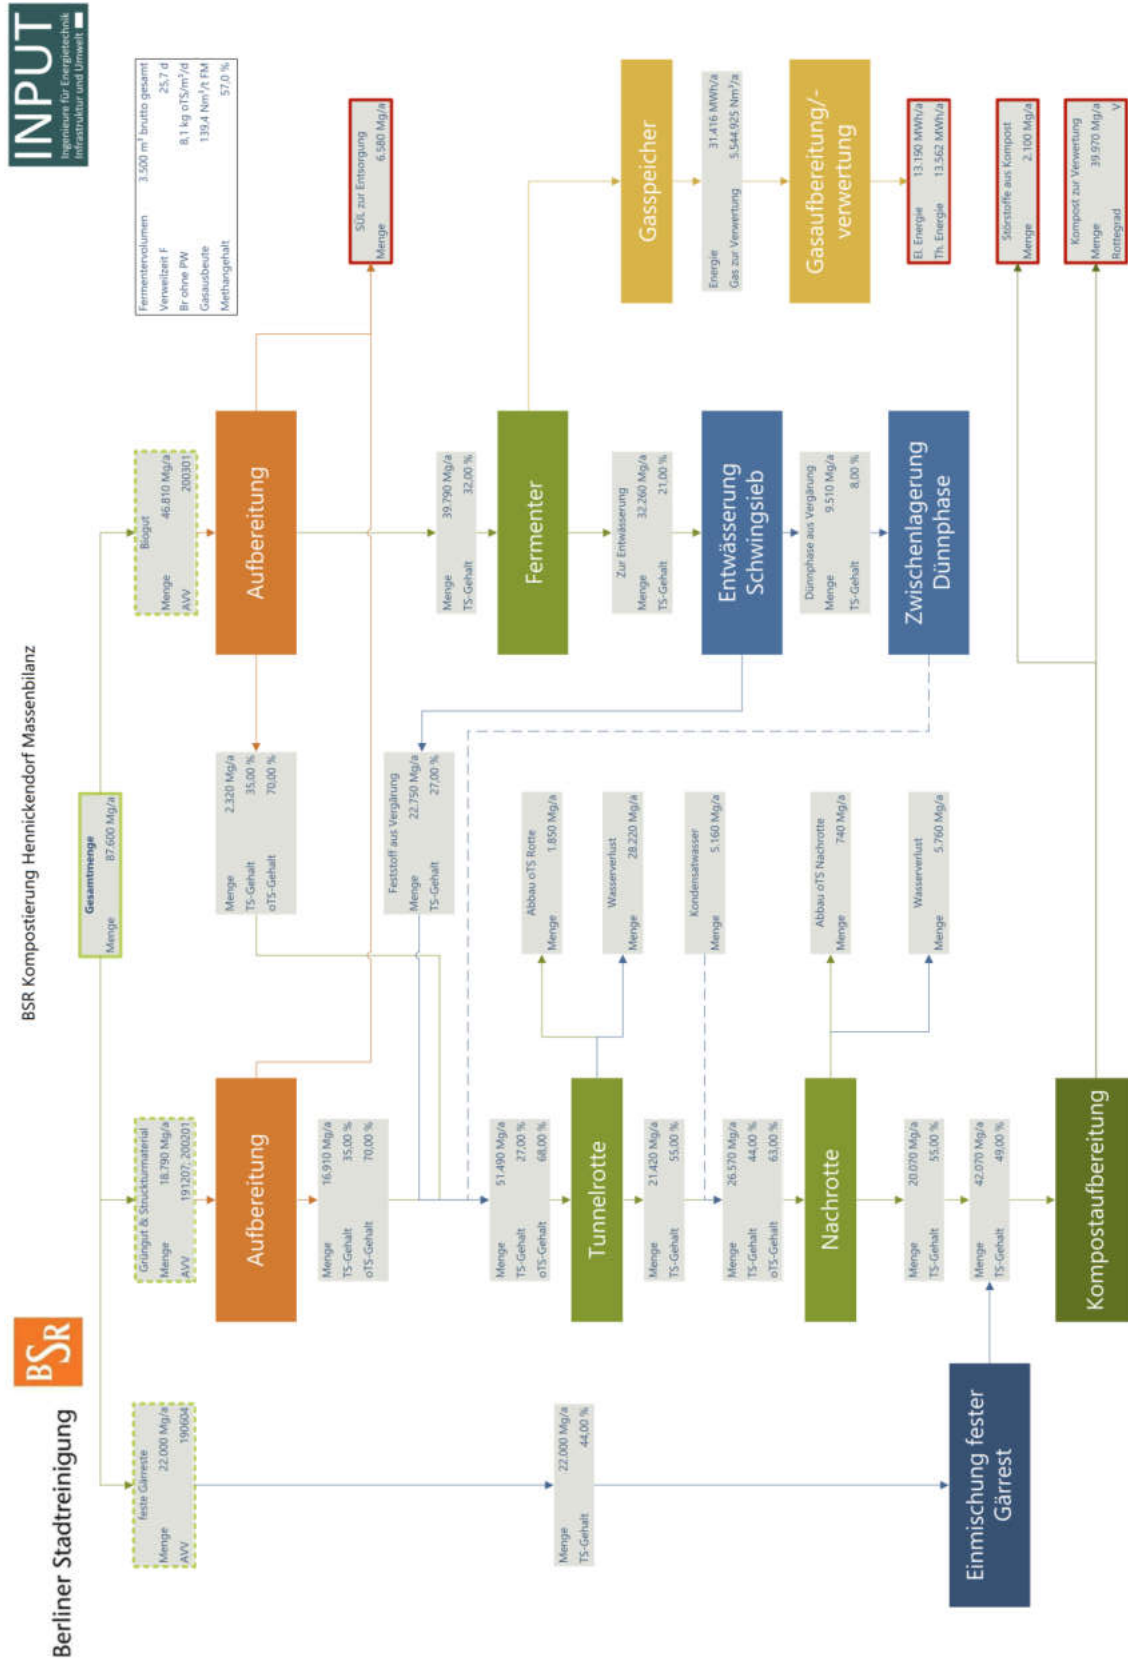 Berliner Stadtreinigung
BSR
BSR Kompostierung Hennickendorf Massenbilanz
INPUT
Ingenieure für Energietechnik
Infrastruktur und Umwelt
Gesamtmenge
Menge 87.600 Mg/a
Fermentervolumen 3.500 m³ brutto gesamt
Verweilzeit F 25,7 d
Br ohne PW 8,1 kg oTS/m³/d
Gasausbeute 139,4 Nm³/t FM
Methangehalt 57,0 %
feste Gärreste
Menge 22.000 Mg/a
AVV 190604
Grüngut & Strucktürmaterial
Menge 18.790 Mg/a
AVV 191207; 200201
Biogut
Menge 46.810 Mg/a
AVV 200301
Aufbereitung
Aufbereitung
Menge 2.320 Mg/a
TS-Gehalt 35,00 %
oTS-Gehalt 70,00 %
Menge 16.910 Mg/a
TS-Gehalt 35,00 %
oTS-Gehalt 70,00 %
SÜL zur Entsorgung
Menge 6.580 Mg/a
Feststoff aus Vergärung
Menge 22.750 Mg/a
TS-Gehalt 27,00 %
Menge 39.790 Mg/a
TS-Gehalt 32,00 %
Menge 51.490 Mg/a
TS-Gehalt 27,00 %
oTS-Gehalt 68,00 %
Fermenter
Abbau oTS Rotte
Menge 1.850 Mg/a
Menge 22.000 Mg/a
TS-Gehalt 44,00 %
Tunnelrotte
Wasserverlust
Menge 28.220 Mg/a
Zur Entwässerung
Menge 32.260 Mg/a
TS-Gehalt 21,00 %
Gasspeicher
Menge 21.420 Mg/a
TS-Gehalt 55,00 %
Kondensatwasser
Menge 5.160 Mg/a
Entwässerung
Schwingsieb
Energie 31.416 MWh/a
Gas zur Verwertung 5.544.925 Nm³/a
Menge 26.570 Mg/a
TS-Gehalt 44,00 %
oTS-Gehalt 63,00 %
Nachrotte
Abbau oTS Nachrotte
Menge 740 Mg/a
Dünnphase aus Vergärung
Menge 9.510 Mg/a
TS-Gehalt 8,00 %
Gasaufbereitung/-
verwertung
Menge 20.070 Mg/a
TS-Gehalt 55,00 %
Wasserverlust
Menge 5.760 Mg/a
Zwischenlagerung
Dünnphase
El. Energie 13.190 MWh/a
Th. Energie 13.562 MWh/a
Einmischung fester
Gärrest
Menge 42.070 Mg/a
TS-Gehalt 49,00 %
Störstoffe aus Kompost
Menge 2.100 Mg/a
Kompostaufbereitung
Kompost zur Verwertung
Menge 39.970 Mg/a
Rottegrad V